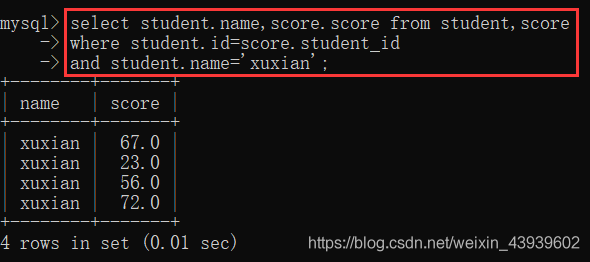 mysql> select student.name,score.score from student,score
-> where student.id=score.student_id
-> and student.name='xuxian';
+--------+-------+
| name | score |
+--------+-------+
| xuxian | 67.0 |
| xuxian | 23.0 |
| xuxian | 56.0 |
| xuxian | 72.0 |
+--------+-------+
4 rows in set (0.01 sec)
https://blog.csdn.net/weixin_43939602